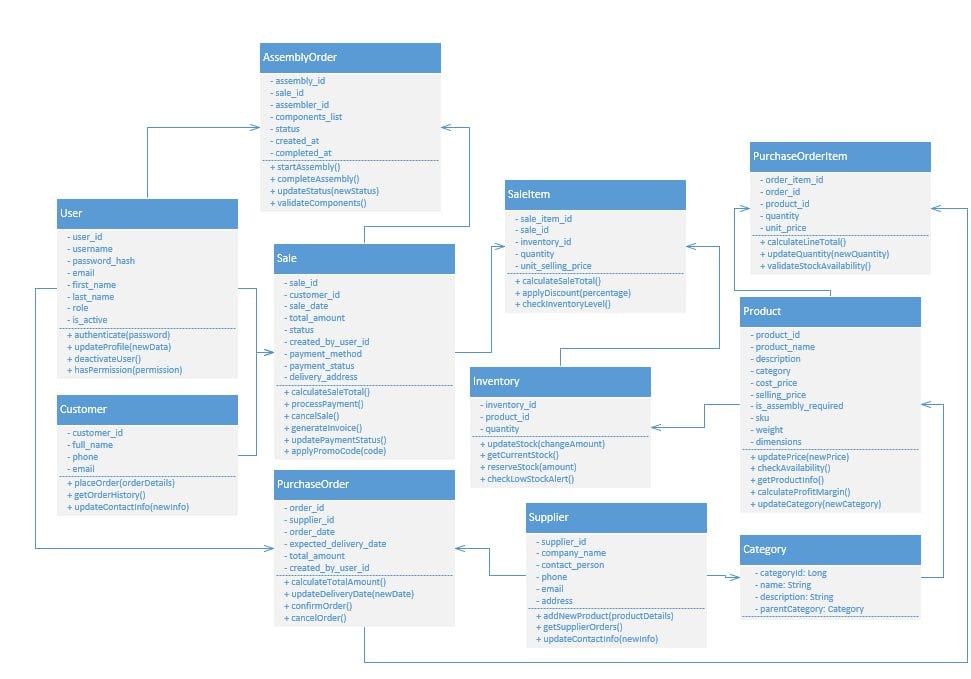 AssemblyOrder
- assembly_id
- sale_id
- assembler_id
- components_list
- status
- created_at
- completed_at
+ startAssembly()
+ completeAssembly()
+ updateStatus(newStatus)
+ validateComponents()
User
- user_id
- username
- password_hash
- email
- first_name
- last_name
- role
- is_active
+ authenticate(password)
+ updateProfile(newData)
+ deactivateUser()
+ hasPermission(permission)
Customer
- customer_id
- full_name
- phone
- email
+ placeOrder(orderDetails)
+ getOrderHistory()
+ updateContactInfo(newInfo)
Sale
- sale_id
- customer_id
- sale_date
- total_amount
- status
- created_by_user_id
- payment_method
- payment_status
- delivery_address
+ calculateSaleTotal()
+ processPayment()
+ cancelSale()
+ generateInvoice()
+ updatePaymentStatus()
+ applyPromoCode(code)
PurchaseOrder
- order_id
- supplier_id
- order_date
- expected_delivery_date
- total_amount
- created_by_user_id
+ calculateTotalAmount()
+ updateDeliveryDate(newDate)
+ confirmOrder()
+ cancelOrder()
SaleItem
- sale_item_id
- sale_id
- inventory_id
- quantity
- unit_selling_price
+ calculateSaleTotal()
+ applyDiscount(percentage)
+ checkInventoryLevel()
Inventory
- inventory_id
- product_id
- quantity
+ updateStock(changeAmount)
+ getCurrentStock()
+ reserveStock(amount)
+ checkLowStockAlert()
Supplier
- supplier_id
- company_name
- contact_person
- phone
- email
- address
+ addNewProduct(productDetails)
+ getSupplierOrders()
+ updateContactInfo(newInfo)
PurchaseOrderItem
- order_item_id
- order_id
- product_id
- quantity
- unit_price
+ calculateLineTotal()
+ updateQuantity(newQuantity)
+ validateStockAvailability()
Product
- product_id
- product_name
- description
- category
- cost_price
- selling_price
- is_assembly_required
- sku
- weight
- dimensions
+ updatePrice(newPrice)
+ checkAvailability()
+ getProductInfo()
+ calculateProfitMargin()
+ updateCategory(newCategory)
Category
- categoryId: Long
- name: String
- description: String
- parentCategory: Category